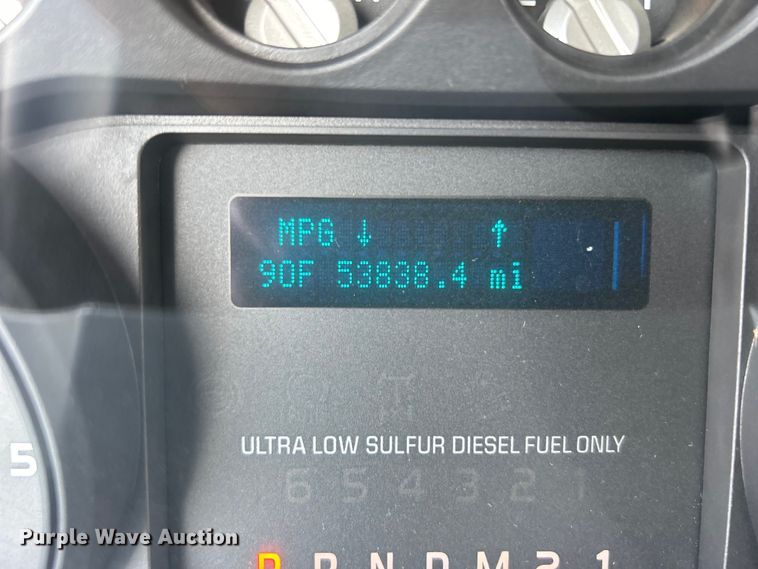 MPG ↓ ↑
90F 53838.4 mi
ULTRA LOW SULFUR DIESEL FUEL ONLY
6 5 4 3 2 1
5
P R N D M 2 1
Purple Wave Auction